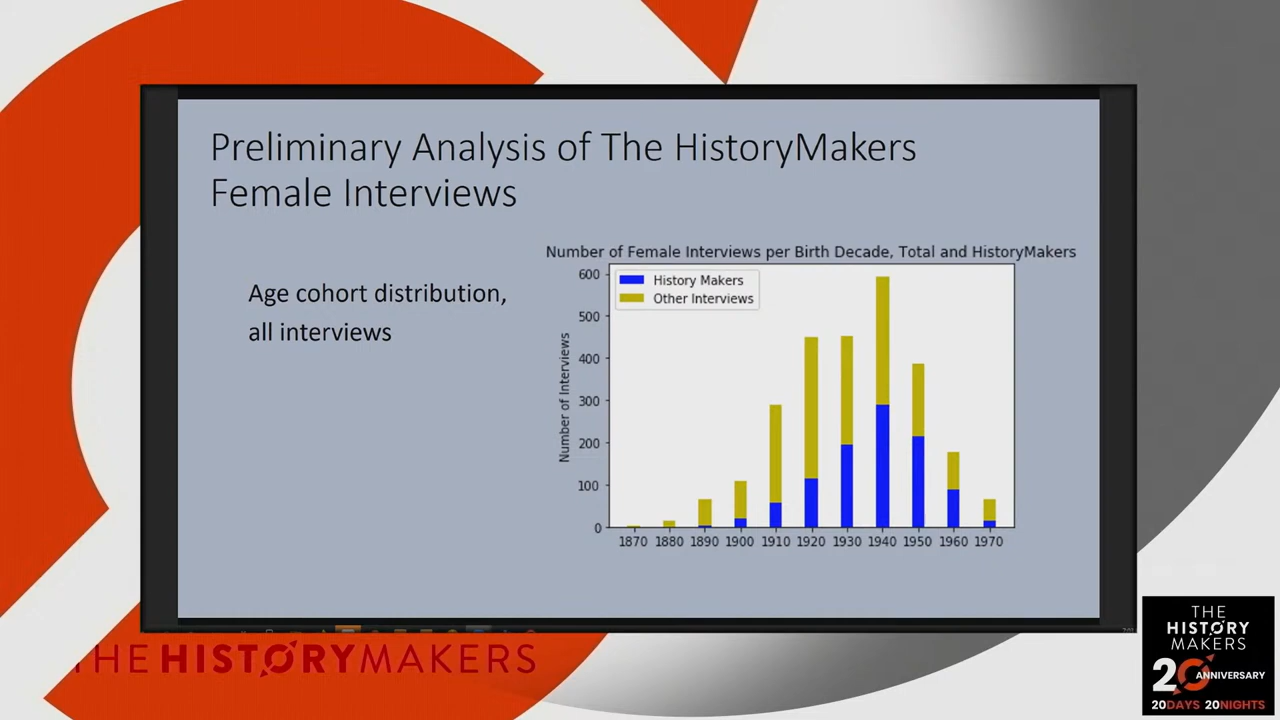 Preliminary Analysis of The HistoryMakers
Female Interviews
Age cohort distribution,
all interviews
Number of Female Interviews per Birth Decade, Total and HistoryMakers
History Makers
Other Interviews
Number of Interviews
600
500
400
300
200
100
0
1870 1880 1890 1900 1910 1920 1930 1940 1950 1960 1970
THE HISTORYMAKERS
THE
HISTORY
MAKERS
20 ANNIVERSARY
20DAYS 20NIGHTS